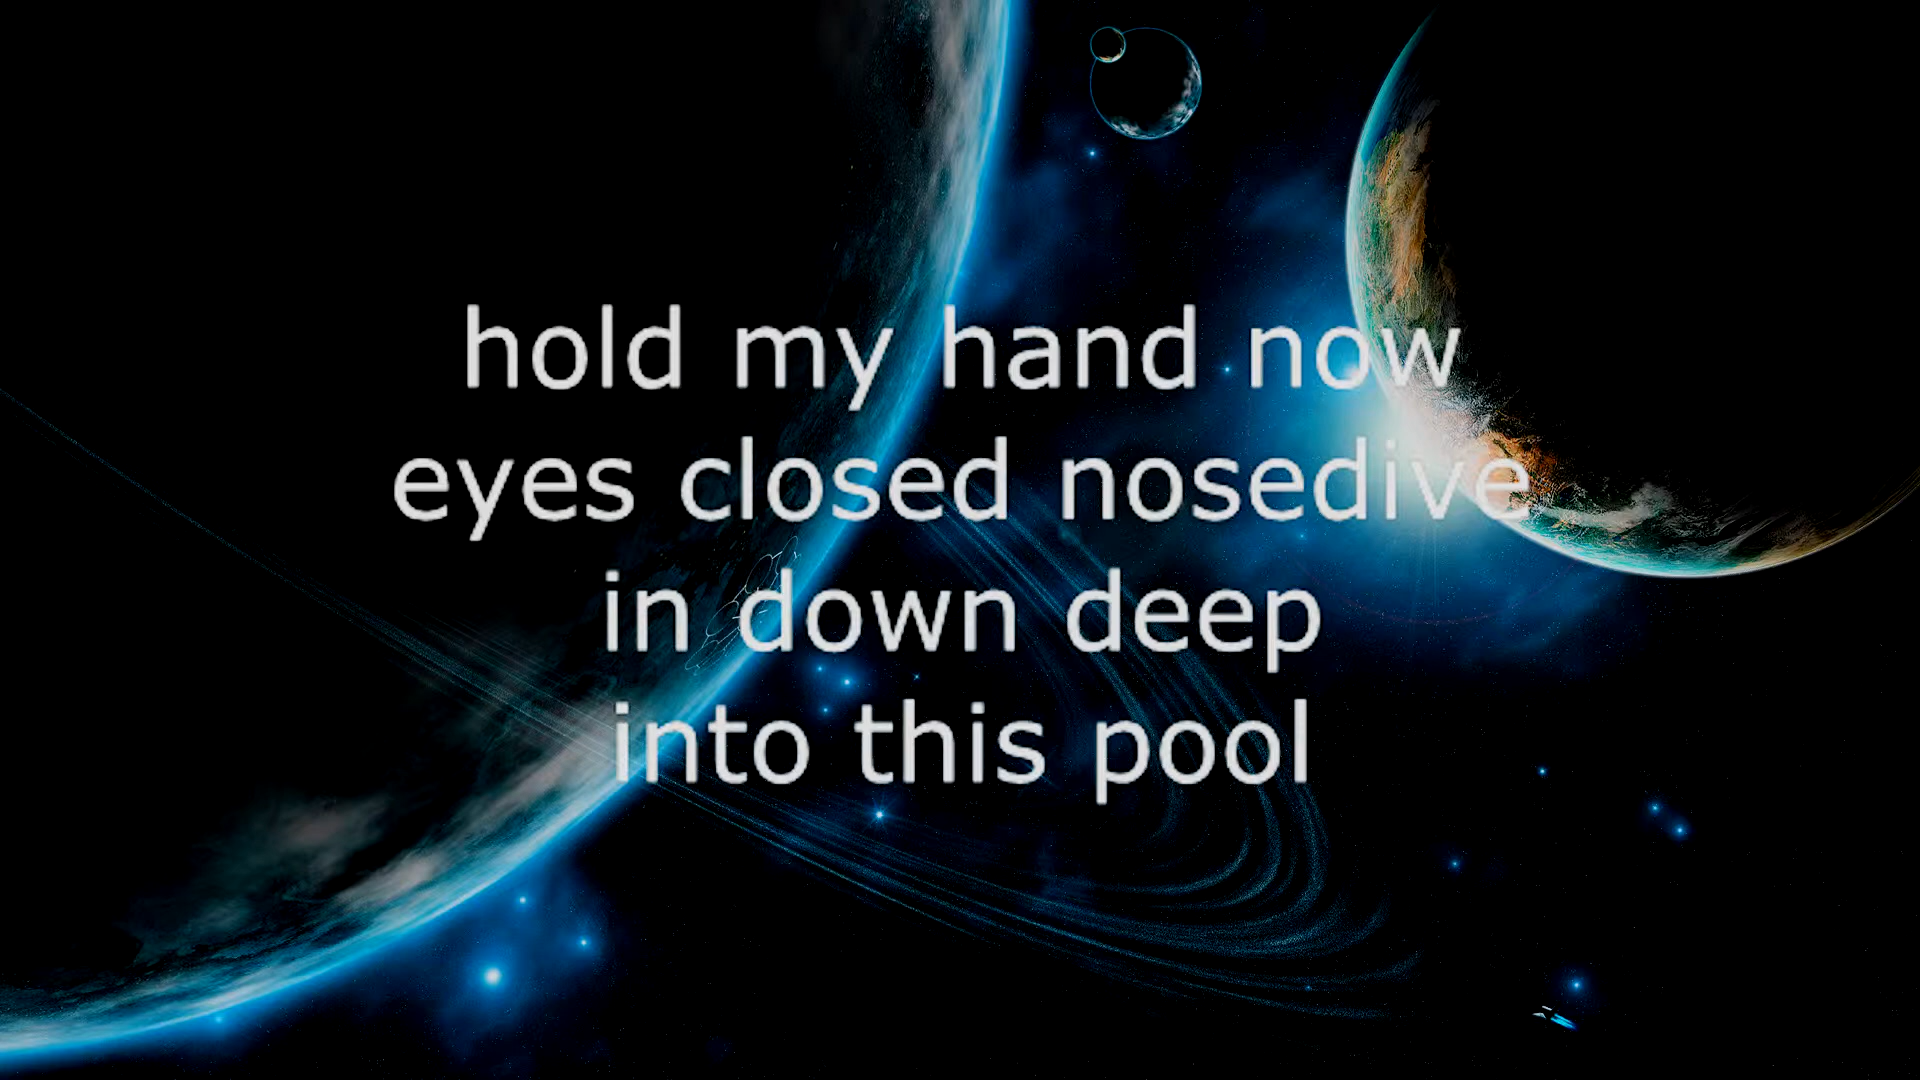 hold my hand now
eyes closed nosedive
in down deep
into this pool